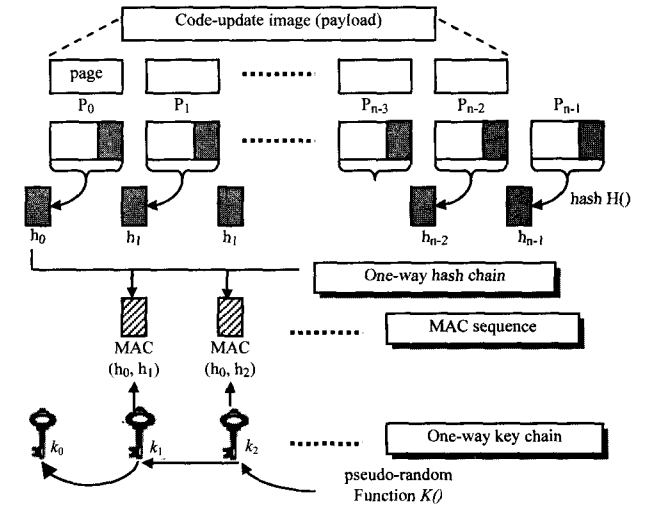 Code-update image (payload)
page
P0 P1 Pn-3 Pn-2 Pn-1
hash H()
h0 h1 h1 hn-2 hn-1
One-way hash chain
MAC sequence
MAC MAC
(h0, h1) (h0, h2)
k0 k1 k2
One-way key chain
pseudo-random
Function K()